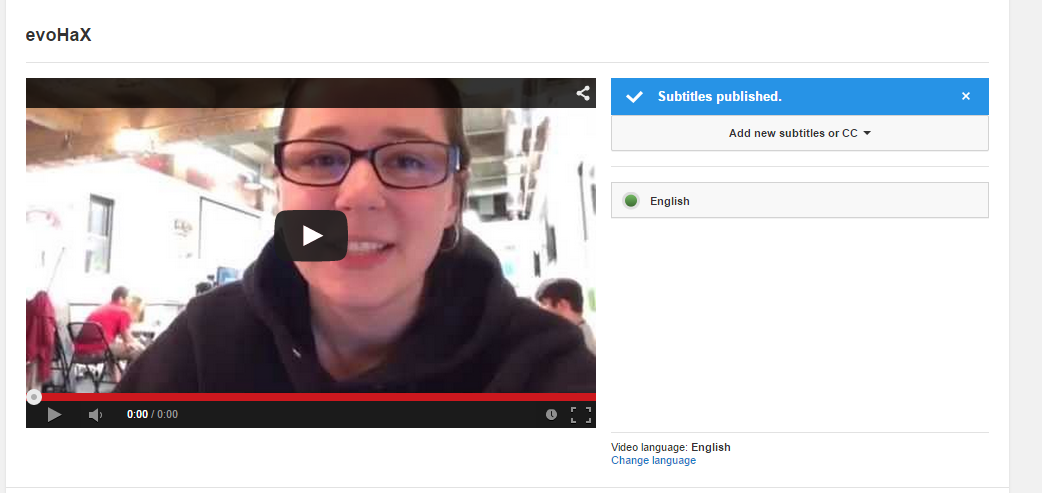 evoHaX
Subtitles published.
Add new subtitles or CC
English
0:00 / 0:00
Video language: English
Change language